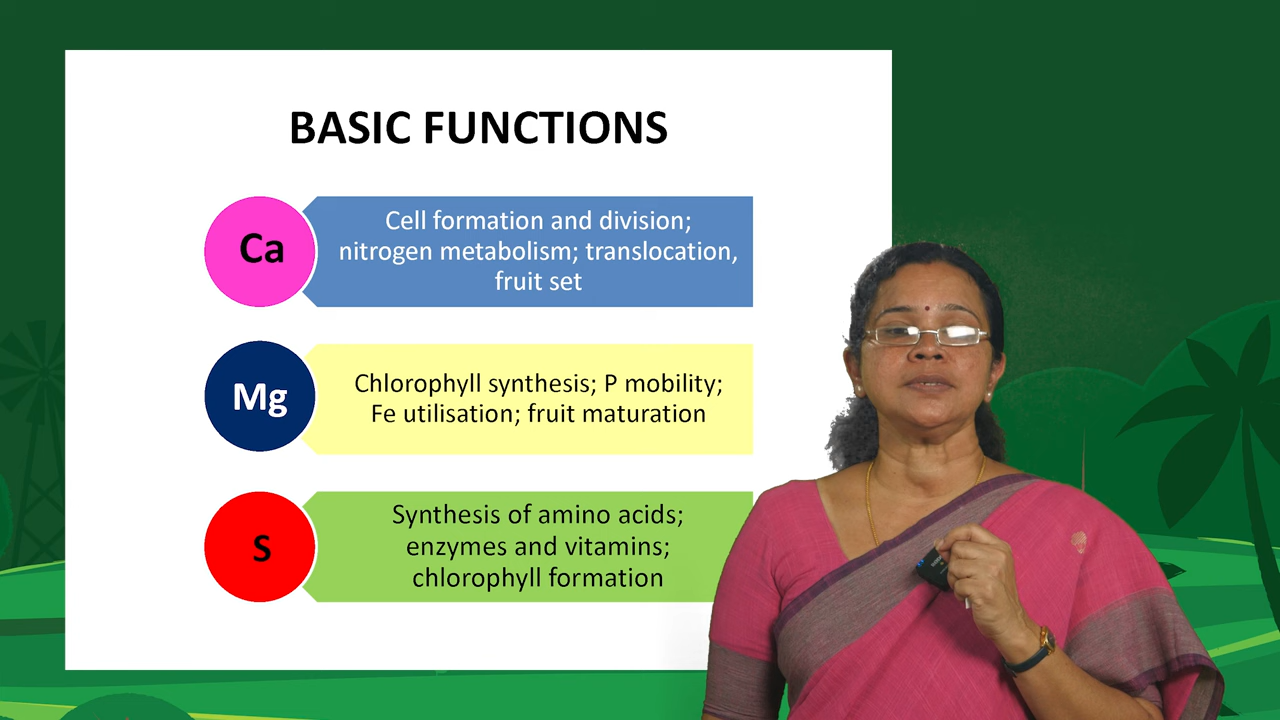 BASIC FUNCTIONS
Ca
Cell formation and division;
nitrogen metabolism; translocation,
fruit set
Mg
Chlorophyll synthesis; P mobility;
Fe utilisation; fruit maturation
S
Synthesis of amino acids;
enzymes and vitamins;
chlorophyll formation